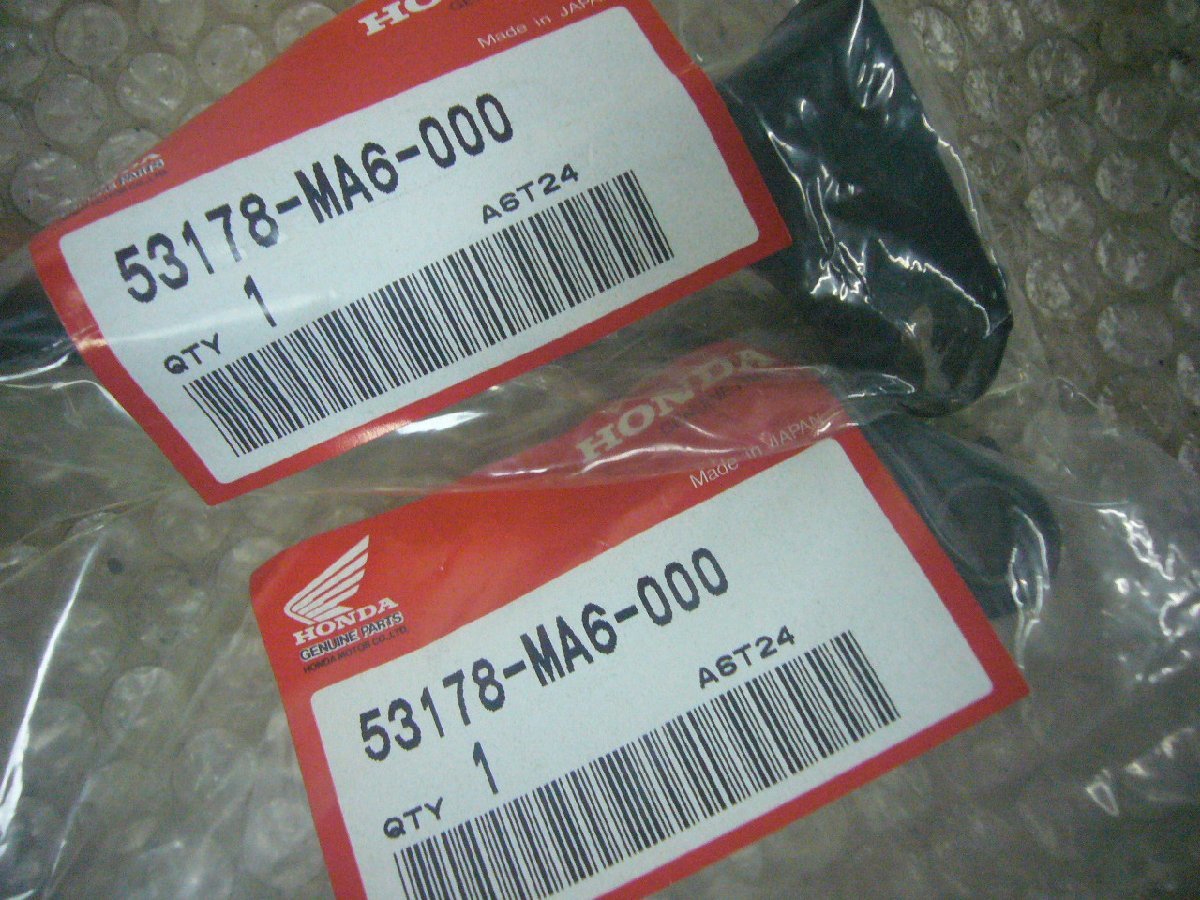 HO
Made in JAPAN
53178-MA6-000
A6T24
QTY 1
HONDA
Made in JAPAN
HONDA
GENUINE PARTS
HONDA MOTOR CO.,LTD.
53178-MA6-000
A6T24
QTY 1